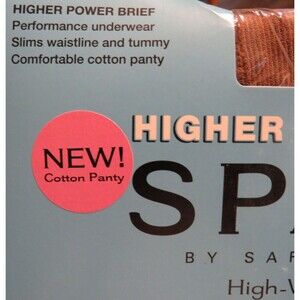 HIGHER POWER BRIEF
Performance underwear
Slims waistline and tummy
Comfortable cotton panty
HIGHER
NEW!
Cotton Panty
SPA
BY SAR
High-W